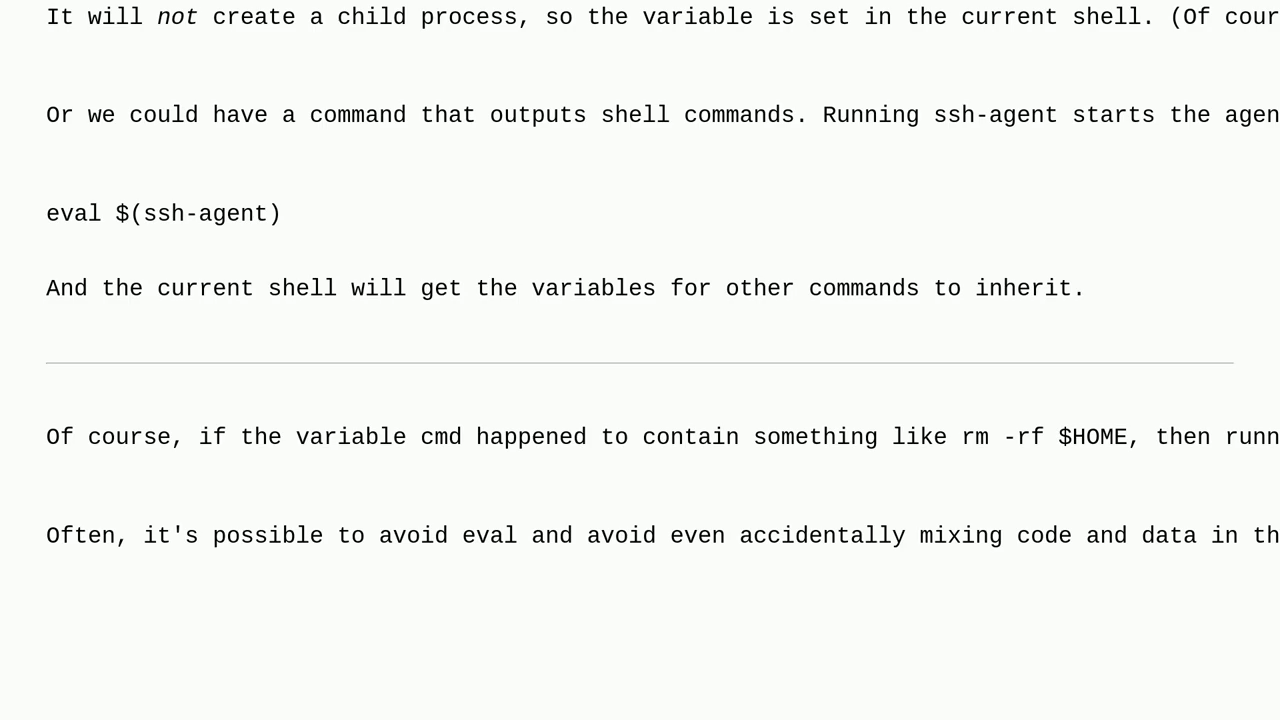 It will not create a child process, so the variable is set in the current shell. (Of
Or we could have a command that outputs shell commands. Running ssh-agent starts the
eval $(ssh-agent)
And the current shell will get the variables for other commands to inherit.
Of course, if the variable cmd happened to contain something like rm -rf $HOME, then
Often, it's possible to avoid eval and avoid even accidentally mixing code and data in